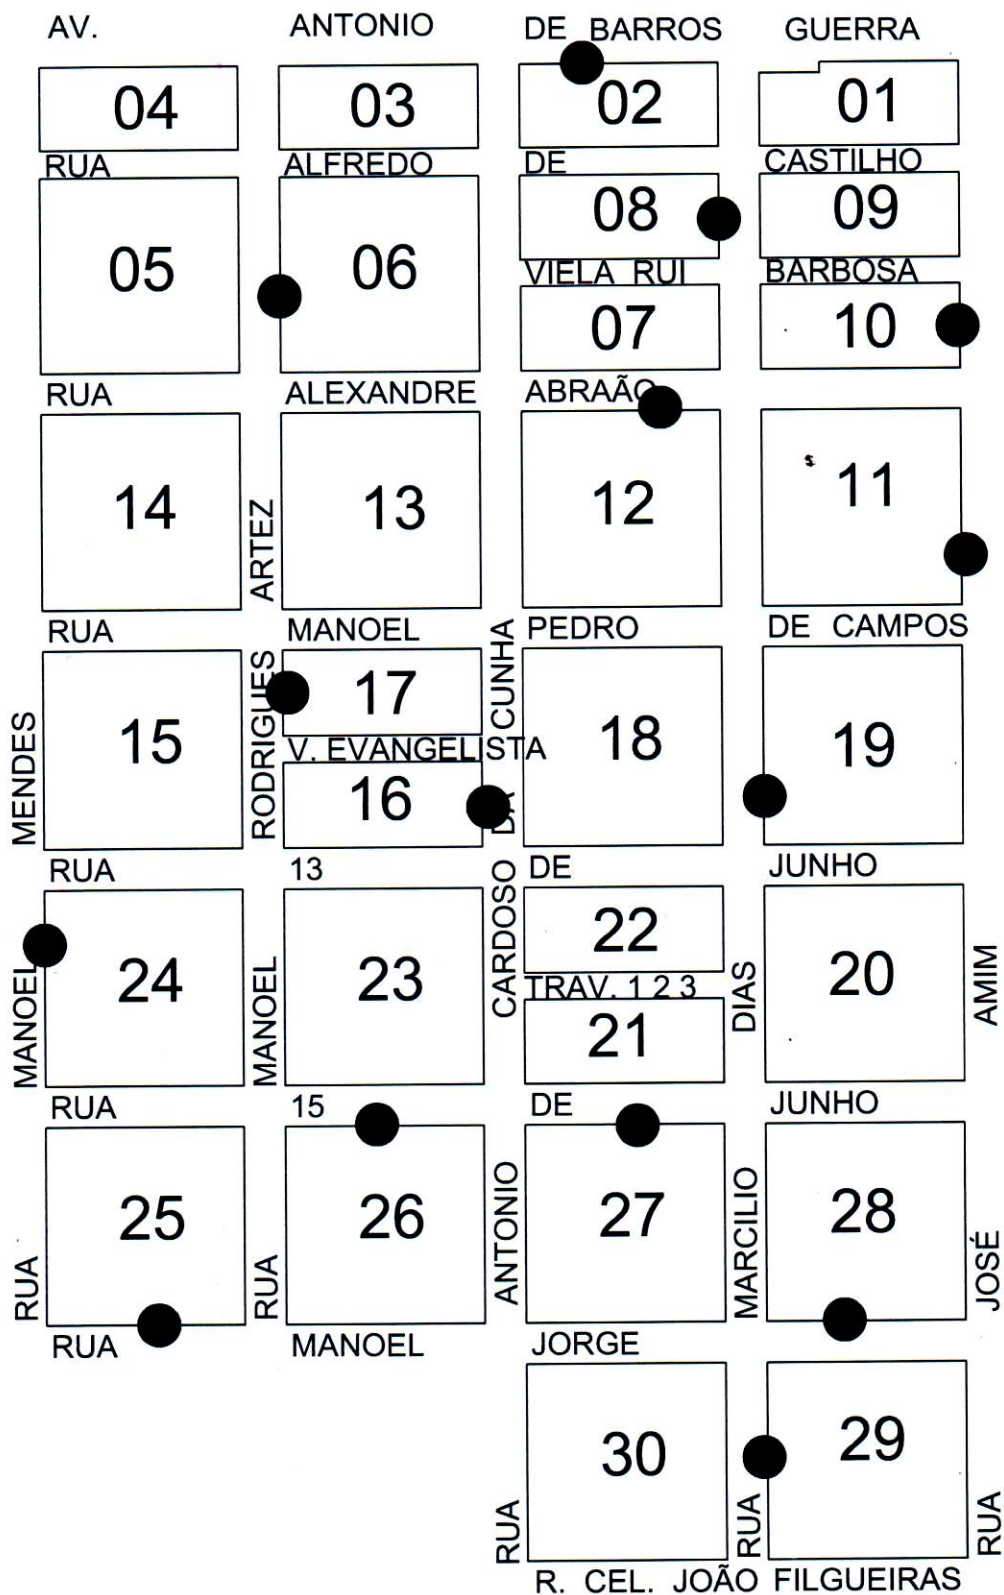 AV. ANTONIO DE BARROS GUERRA
04 03 02 01
RUA ALFREDO DE CASTILHO
05 06 08 09
VIELA RUI BARBOSA
07 10
RUA ALEXANDRE ABRAÃO
14 13 12 11
RUA MANOEL PEDRO DE CAMPOS
15 17 18 19
V. EVANGELISTA
16
RUA 13 DE JUNHO
24 23 22 20
TRAV. 1 2 3
21
RUA 15 DE JUNHO
25 26 27 28
RUA MANOEL JORGE
30 29
R. CEL. JOÃO FILGUEIRAS
RUA MANOEL MENDES
RUA MANOEL RODRIGUES ARTEZ
RUA ANTONIO CARDOSO DA CUNHA
RUA MARCILIO DIAS
RUA JOSÉ AMIM